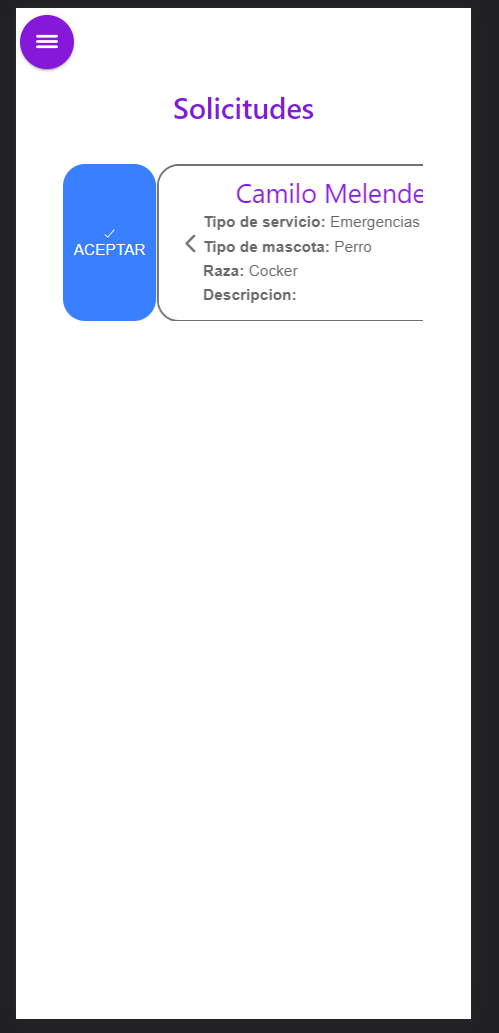 Solicitudes
ACEPTAR
Camilo Melende
Tipo de servicio: Emergencias
Tipo de mascota: Perro
Raza: Cocker
Descripcion: